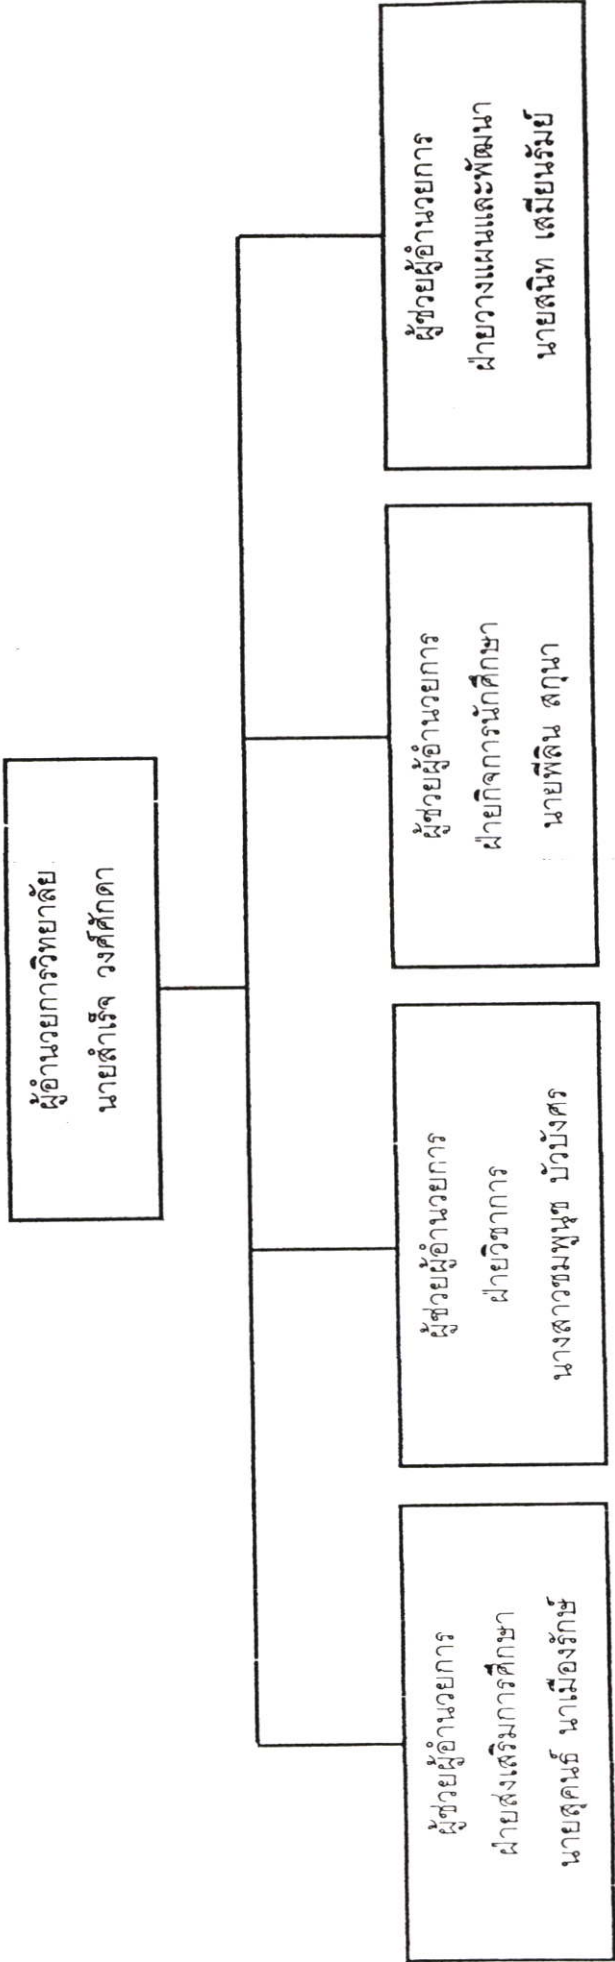 ผู้อำนวยการวิทยาลัย
นายสำเร็จ วงศ์ศักดา
ผู้ช่วยผู้อำนวยการ
ฝ่ายส่งเสริมการศึกษา
นายสุคนธ์ นาเมืองรักษ์
ผู้ช่วยผู้อำนวยการ
ฝ่ายวิชาการ
นางสาวชมพูนุช บัวบังศร
ผู้ช่วยผู้อำนวยการ
ฝ่ายกิจการนักศึกษา
นายพีลิน สกุนา
ผู้ช่วยผู้อำนวยการ
ฝ่ายวางแผนและพัฒนา
นายสนิท เสมียนรัมย์